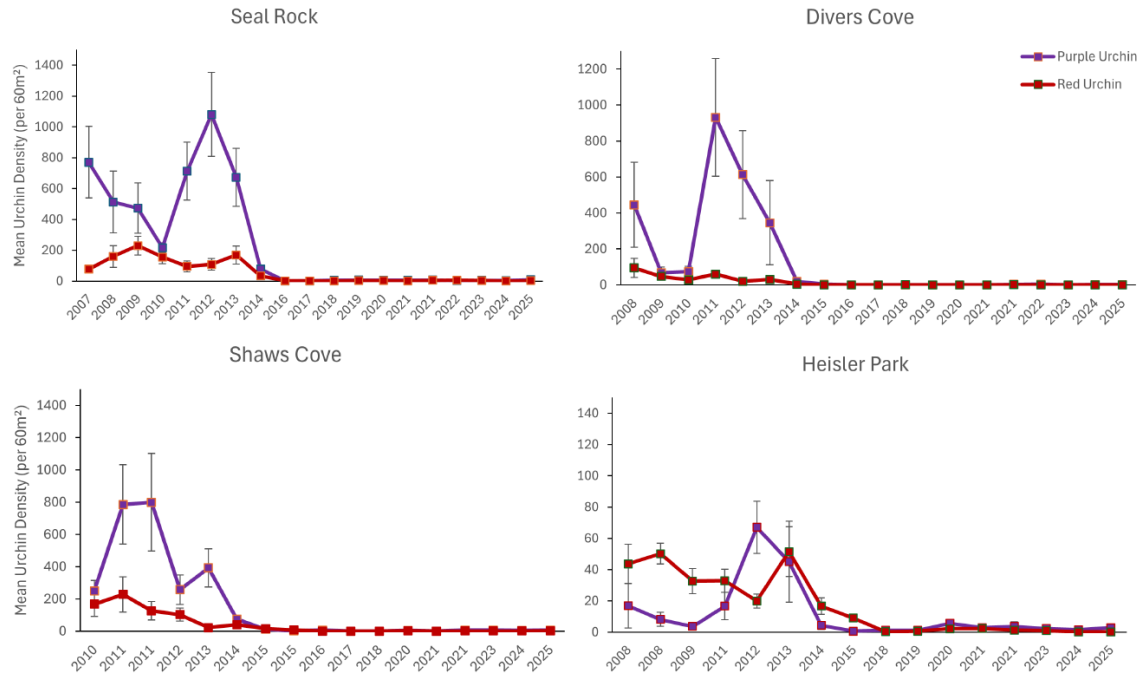 Seal Rock
Mean Urchin Density (per 60m²)
1400
1200
1000
800
600
400
200
0
2007 2008 2009 2010 2011 2012 2013 2014 2016 2017 2018 2019 2020 2021 2021 2022 2023 2024 2025
Divers Cove
Purple Urchin
Red Urchin
1200
1000
800
600
400
200
0
2008 2009 2010 2011 2012 2013 2014 2015 2016 2017 2018 2019 2020 2021 2021 2022 2023 2024 2025
Shaws Cove
Mean Urchin Density (per 60m²)
1400
1200
1000
800
600
400
200
0
2010 2011 2011 2012 2013 2014 2015 2016 2016 2017 2018 2020 2021 2021 2023 2024 2025
Heisler Park
140
120
100
80
60
40
20
0
2008 2008 2009 2011 2012 2013 2014 2015 2018 2019 2020 2021 2021 2023 2024 2025